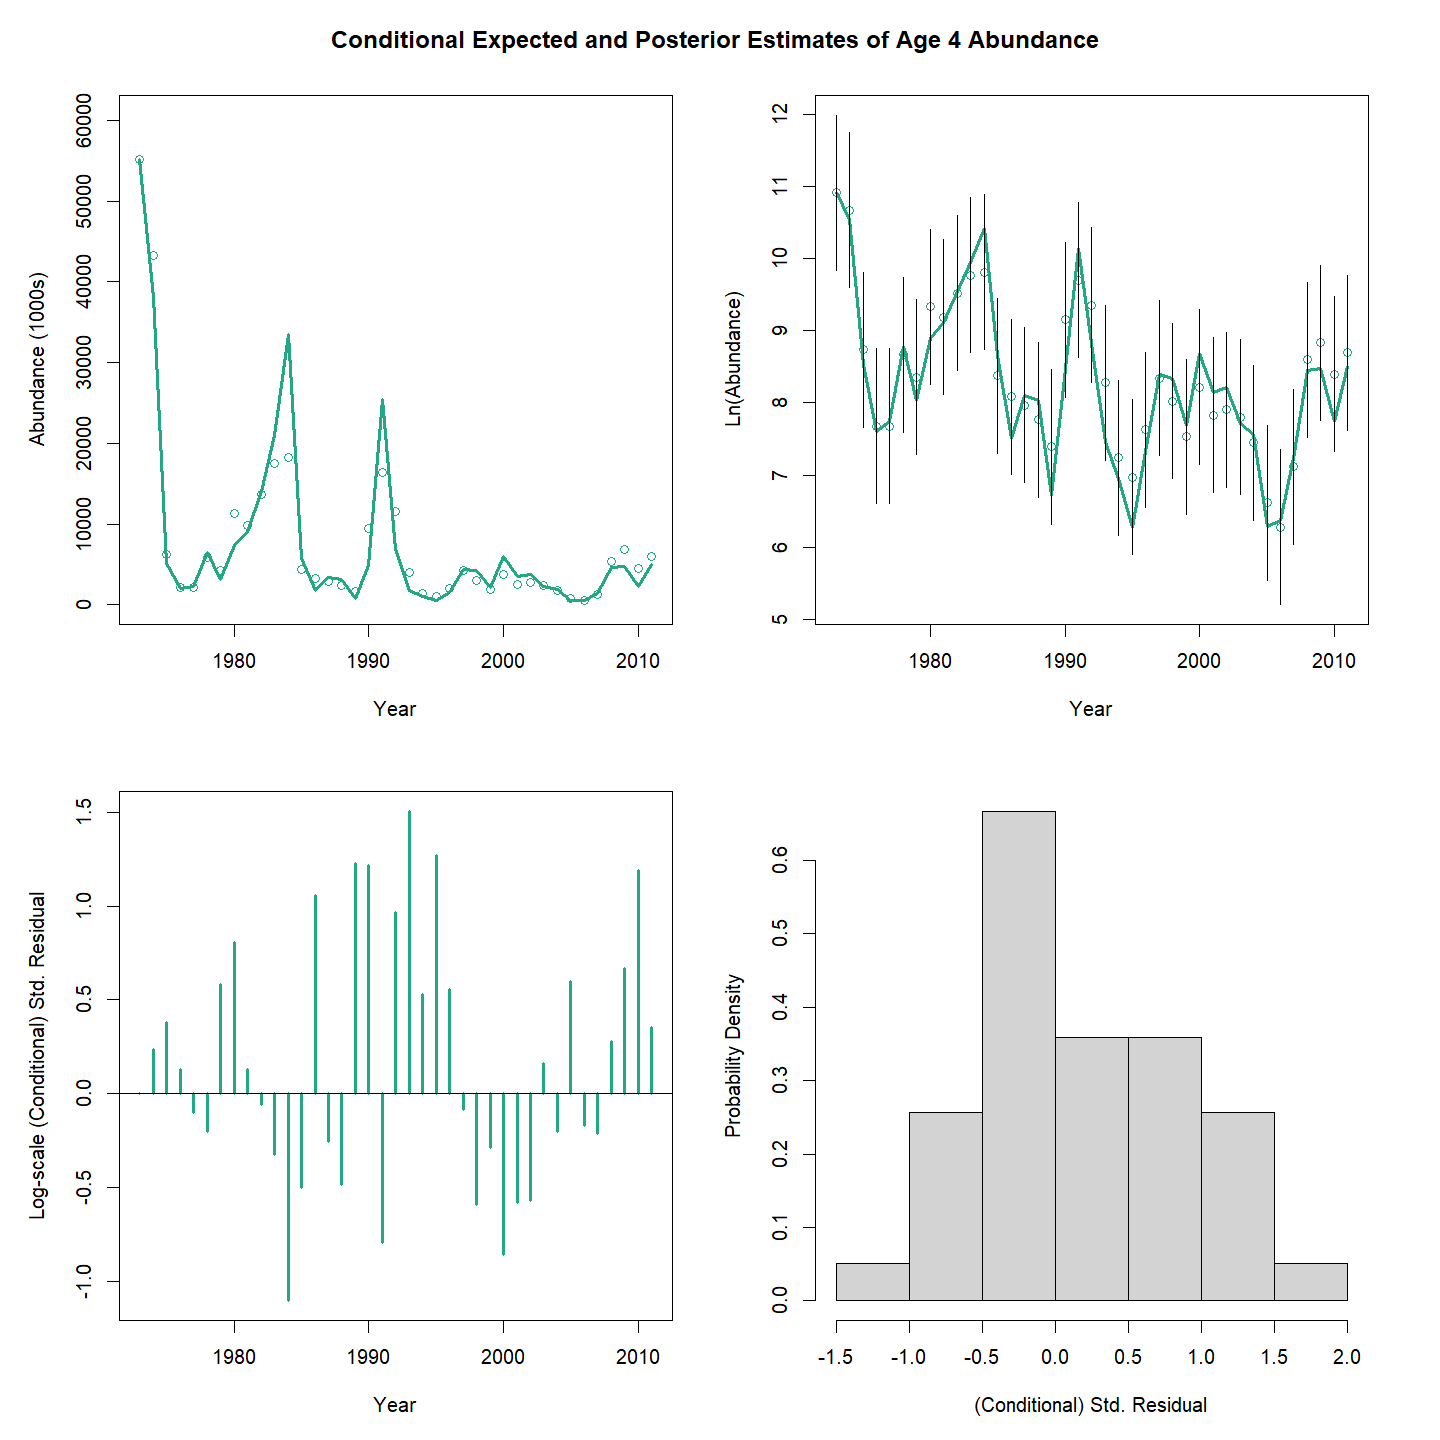 Conditional Expected and Posterior Estimates of Age 4 Abundance
Abundance (1000s)
60000
50000
40000
30000
20000
10000
0
1980 1990 2000 2010
Year
Ln(Abundance)
12
11
10
9
8
7
6
5
1980 1990 2000 2010
Year
Log-scale (Conditional) Std. Residual
1.5
1.0
0.5
0.0
-0.5
-1.0
1980 1990 2000 2010
Year
Probability Density
0.6
0.5
0.4
0.3
0.2
0.1
0.0
-1.5 -1.0 -0.5 0.0 0.5 1.0 1.5 2.0
(Conditional) Std. Residual